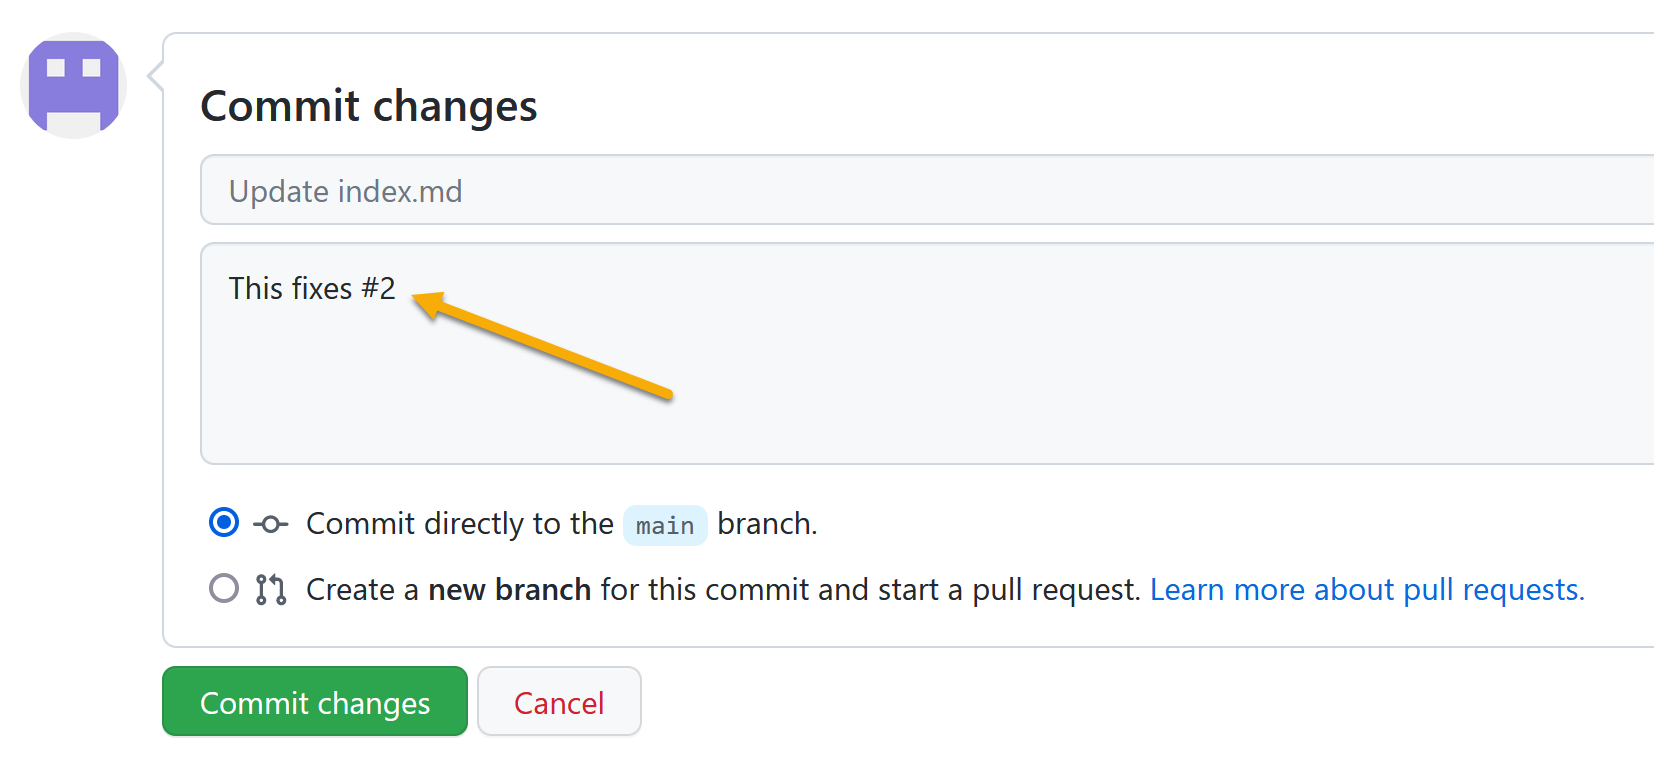 Commit changes
Update index.md
This fixes #2
Commit directly to the main branch.
Create a new branch for this commit and start a pull request. Learn more about pull requests.
Commit changes
Cancel